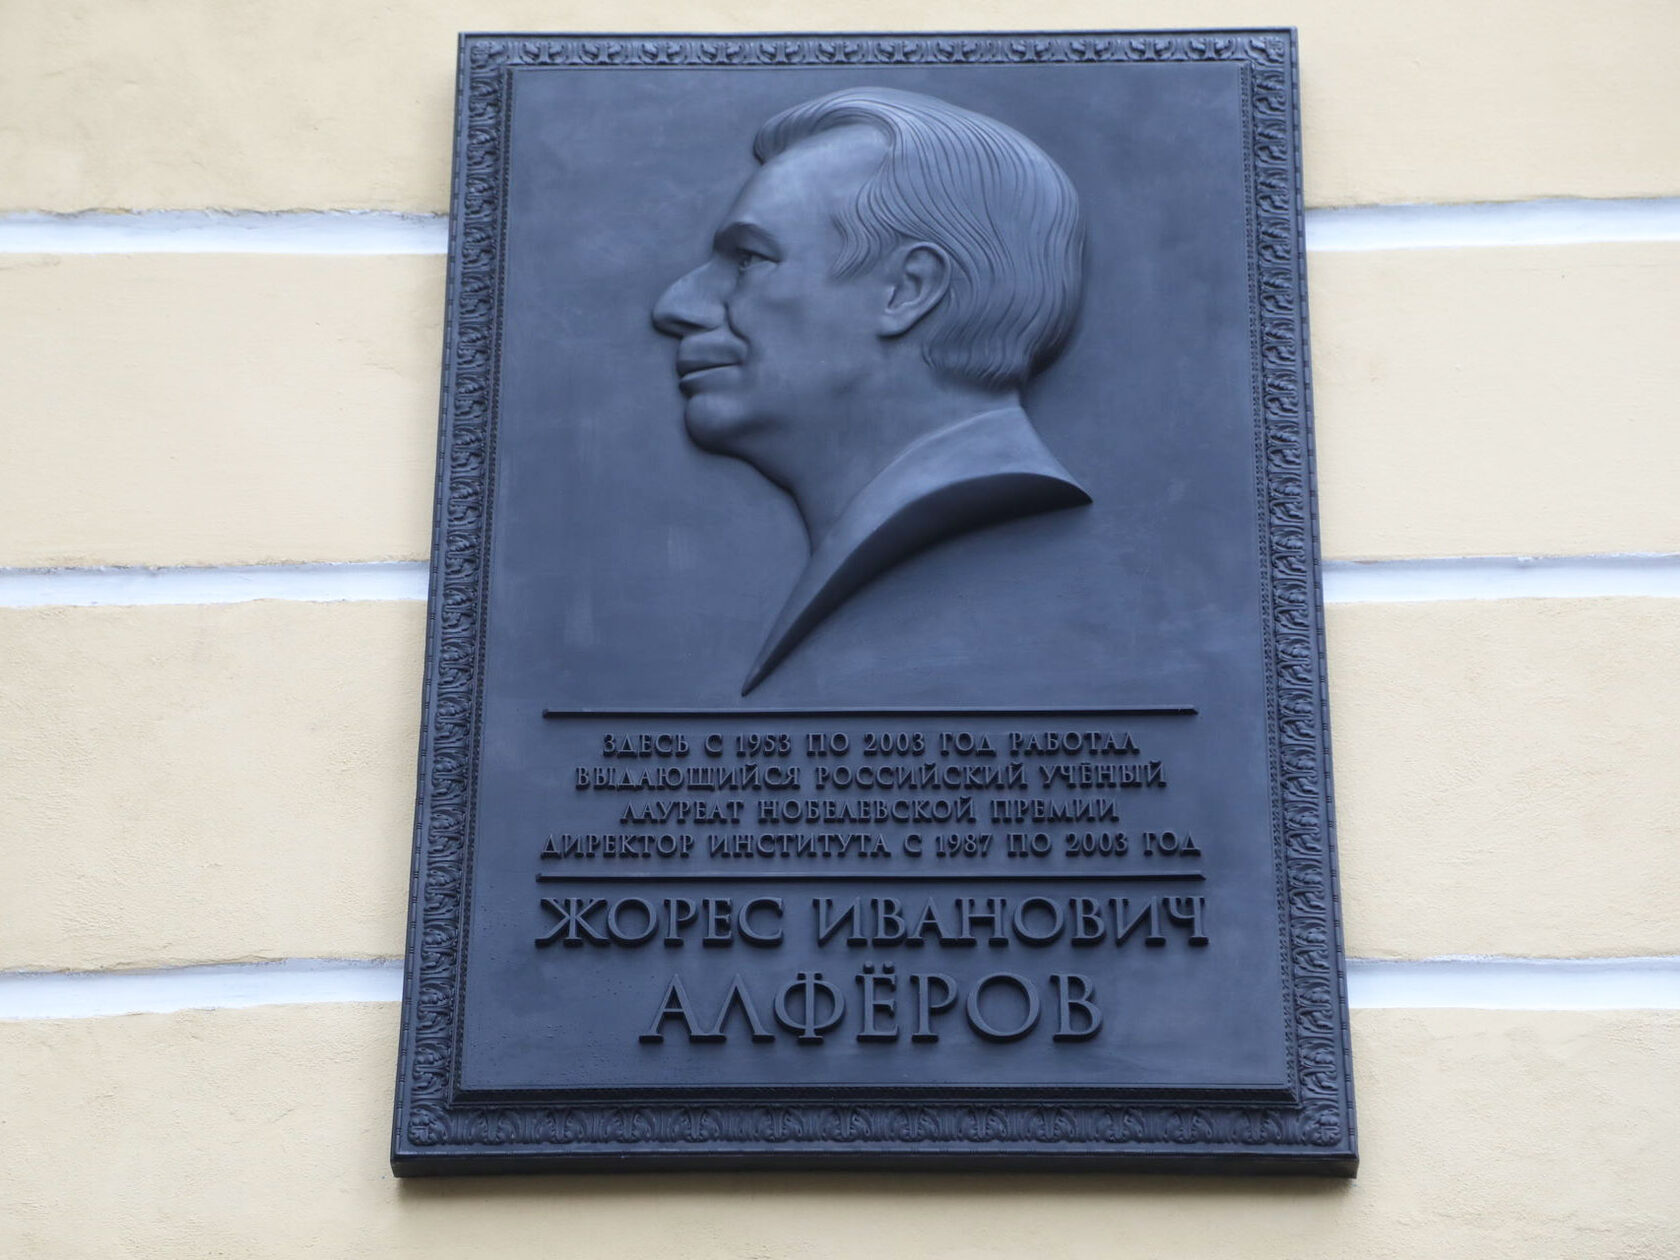 ЗДЕСЬ С 1953 ПО 2003 ГОД РАБОТАЛ
ВЫДАЮЩИЙСЯ РОССИЙСКИЙ УЧЁНЫЙ
ЛАУРЕАТ НОБЕЛЕВСКОЙ ПРЕМИИ
ДИРЕКТОР ИНСТИТУТА С 1987 ПО 2003 ГОД
ЖОРЕС ИВАНОВИЧ
АЛФЁРОВ